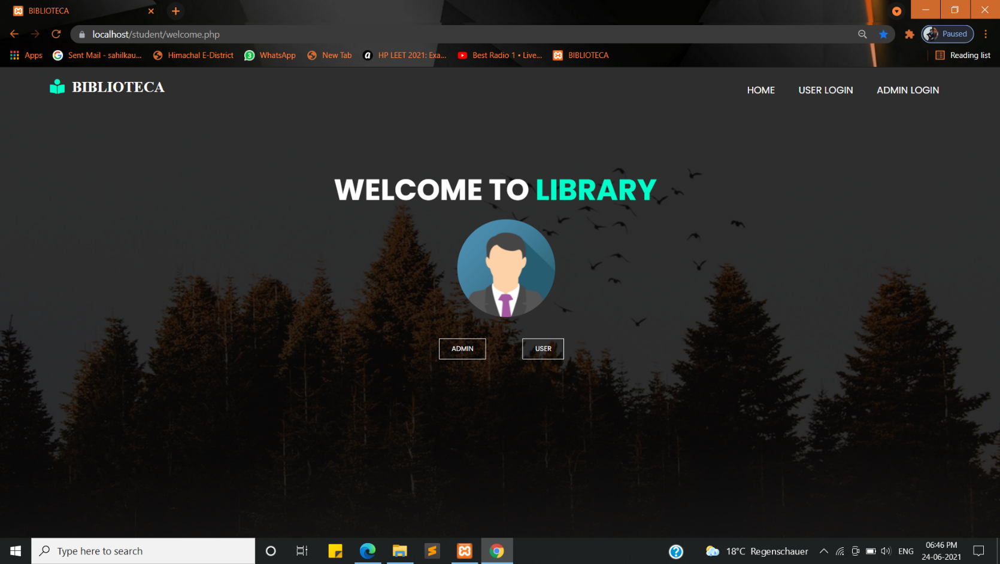 BIBLIOTECA
localhost/student/welcome.php
Paused
Apps
Sent Mail - sahilkau...
Himachal E-District
3
WhatsApp
New Tab
a
HP LEET 2021: Exa...
Best Radio 1 • Live...
BIBLIOTECA
Reading list
BIBLIOTECA
HOME
USER LOGIN
ADMIN LOGIN
WELCOME TO LIBRARY
ADMIN
USER
Type here to search
18°C Regenschauer
ENG
06:46 PM
24-06-2021